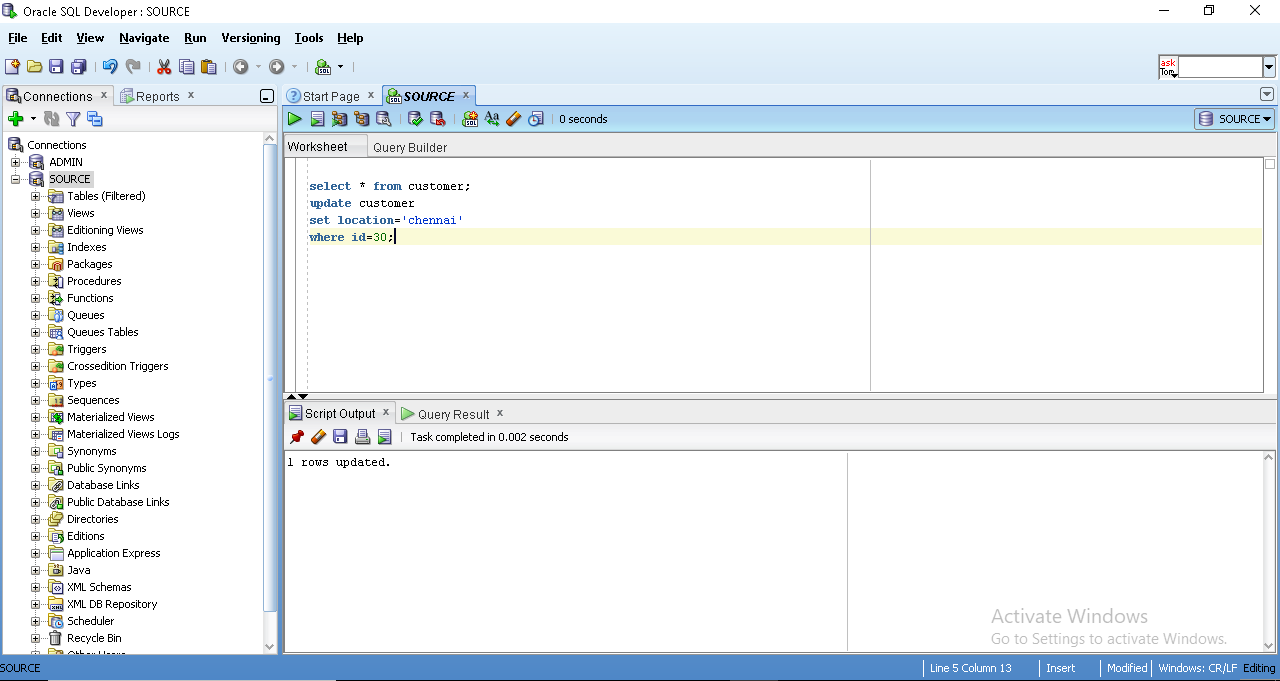 Oracle SQL Developer : SOURCE
File Edit View Navigate Run Versioning Tools Help
ask
Tom
Connections
Reports
Start Page
SOURCE
0 seconds
SOURCE
Worksheet
Query Builder
Connections
ADMIN
SOURCE
Tables (Filtered)
Views
Editioning Views
Indexes
Packages
Procedures
Functions
Queues
Queues Tables
Triggers
Crossedition Triggers
Types
Sequences
Materialized Views
Materialized Views Logs
Synonyms
Public Synonyms
Database Links
Public Database Links
Directories
Editions
Application Express
Java
XML Schemas
XML DB Repository
Scheduler
Recycle Bin
Other Users
select * from customer;
update customer
set location='chennai'
where id=30;
Script Output
Query Result
Task completed in 0.002 seconds
1 rows updated.
Activate Windows
Go to Settings to activate Windows.
SOURCE
Line 5 Column 13
Insert
Modified
Windows: CR/LF
Editing